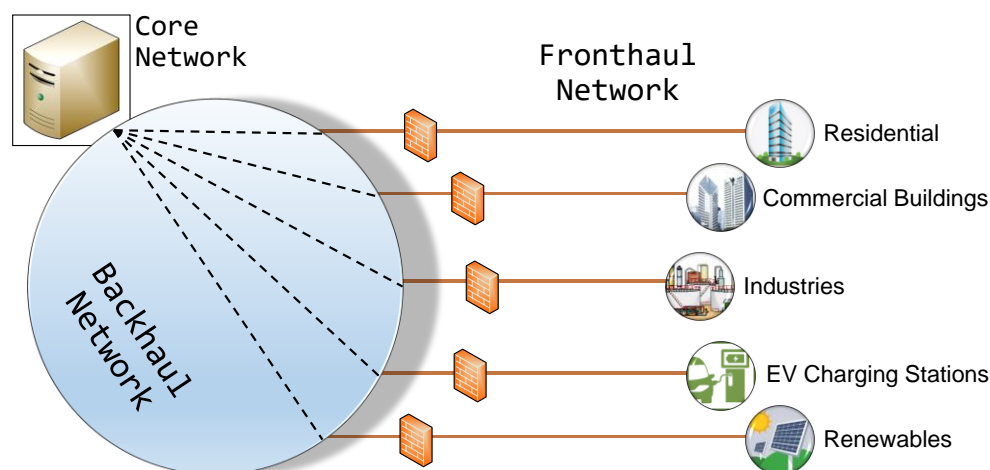 Core
Network
Fronthaul
Network
Residential
Commercial Buildings
Backhaul
Network
Industries
EV Charging Stations
Renewables